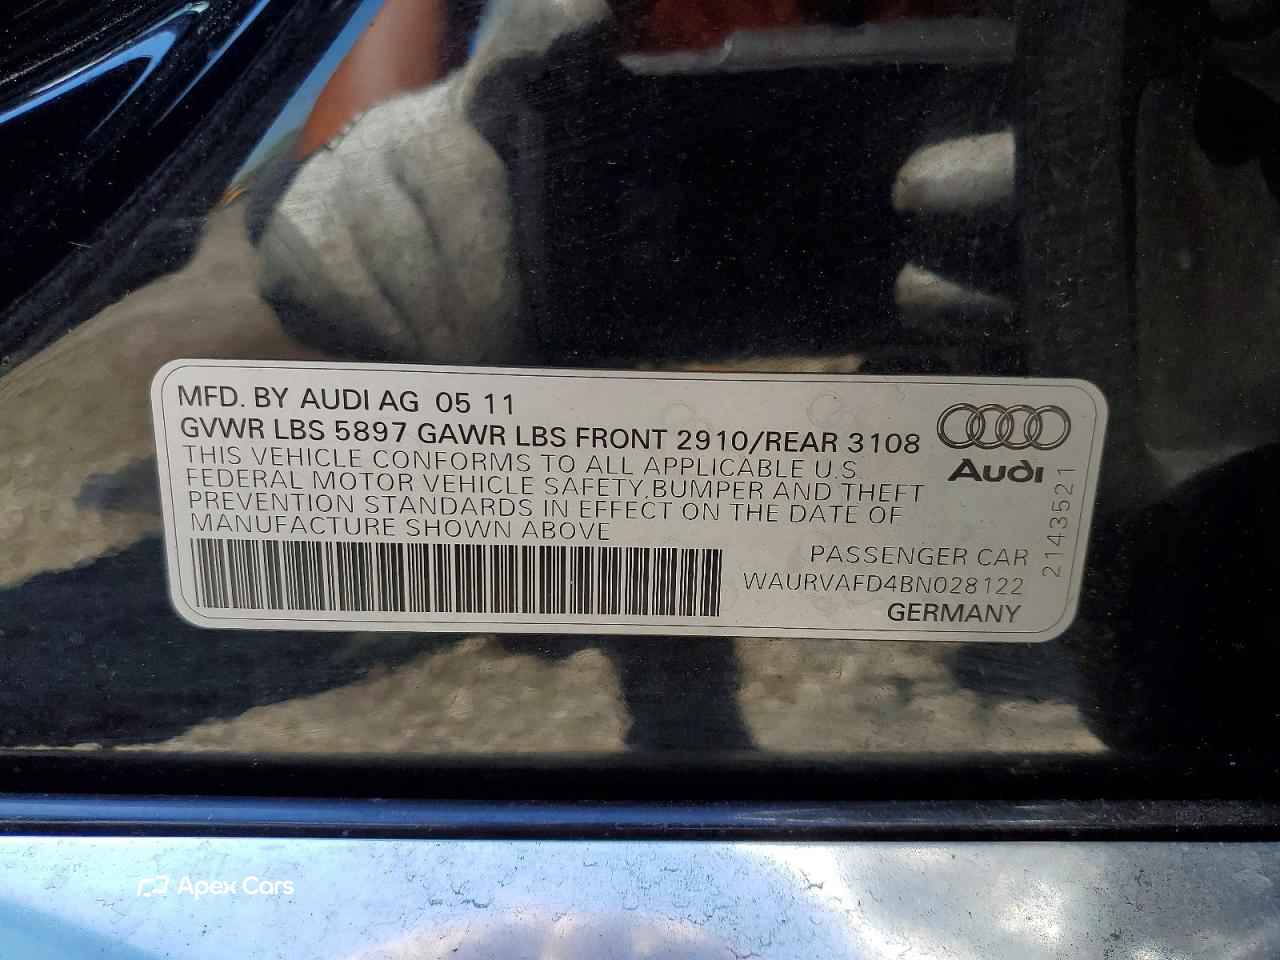 MFD. BY AUDI AG 05 11
GVWR LBS 5897 GAWR LBS FRONT 2910/REAR 3108
THIS VEHICLE CONFORMS TO ALL APPLICABLE U.S.
FEDERAL MOTOR VEHICLE SAFETY,BUMPER AND THEFT
PREVENTION STANDARDS IN EFFECT ON THE DATE OF
MANUFACTURE SHOWN ABOVE
Audi
2143521
PASSENGER CAR
WAURVAFD4BN028122
GERMANY
Apex Cars